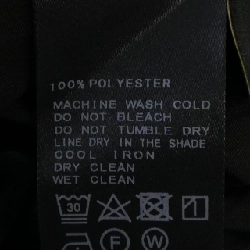 100% POLYESTER
MACHINE WASH COLD
DO NOT BLEACH
DO NOT TUMBLE DRY
LINE DRY IN THE SHADE
COOL IRON
DRY CLEAN
WET CLEAN
30
F W